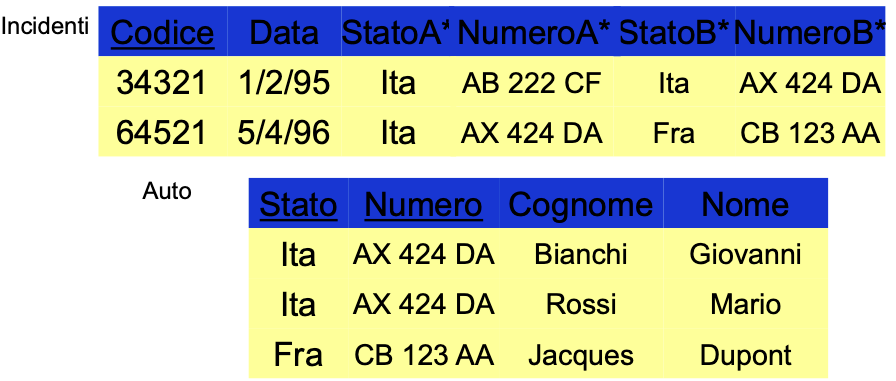 Incidenti Codice Data StatoA* NumeroA* StatoB* NumeroB*
34321 1/2/95 Ita AB 222 CF Ita AX 424 DA
64521 5/4/96 Ita AX 424 DA Fra CB 123 AA
Auto
Stato Numero Cognome Nome
Ita AX 424 DA Bianchi Giovanni
Ita AX 424 DA Rossi Mario
Fra CB 123 AA Jacques Dupont